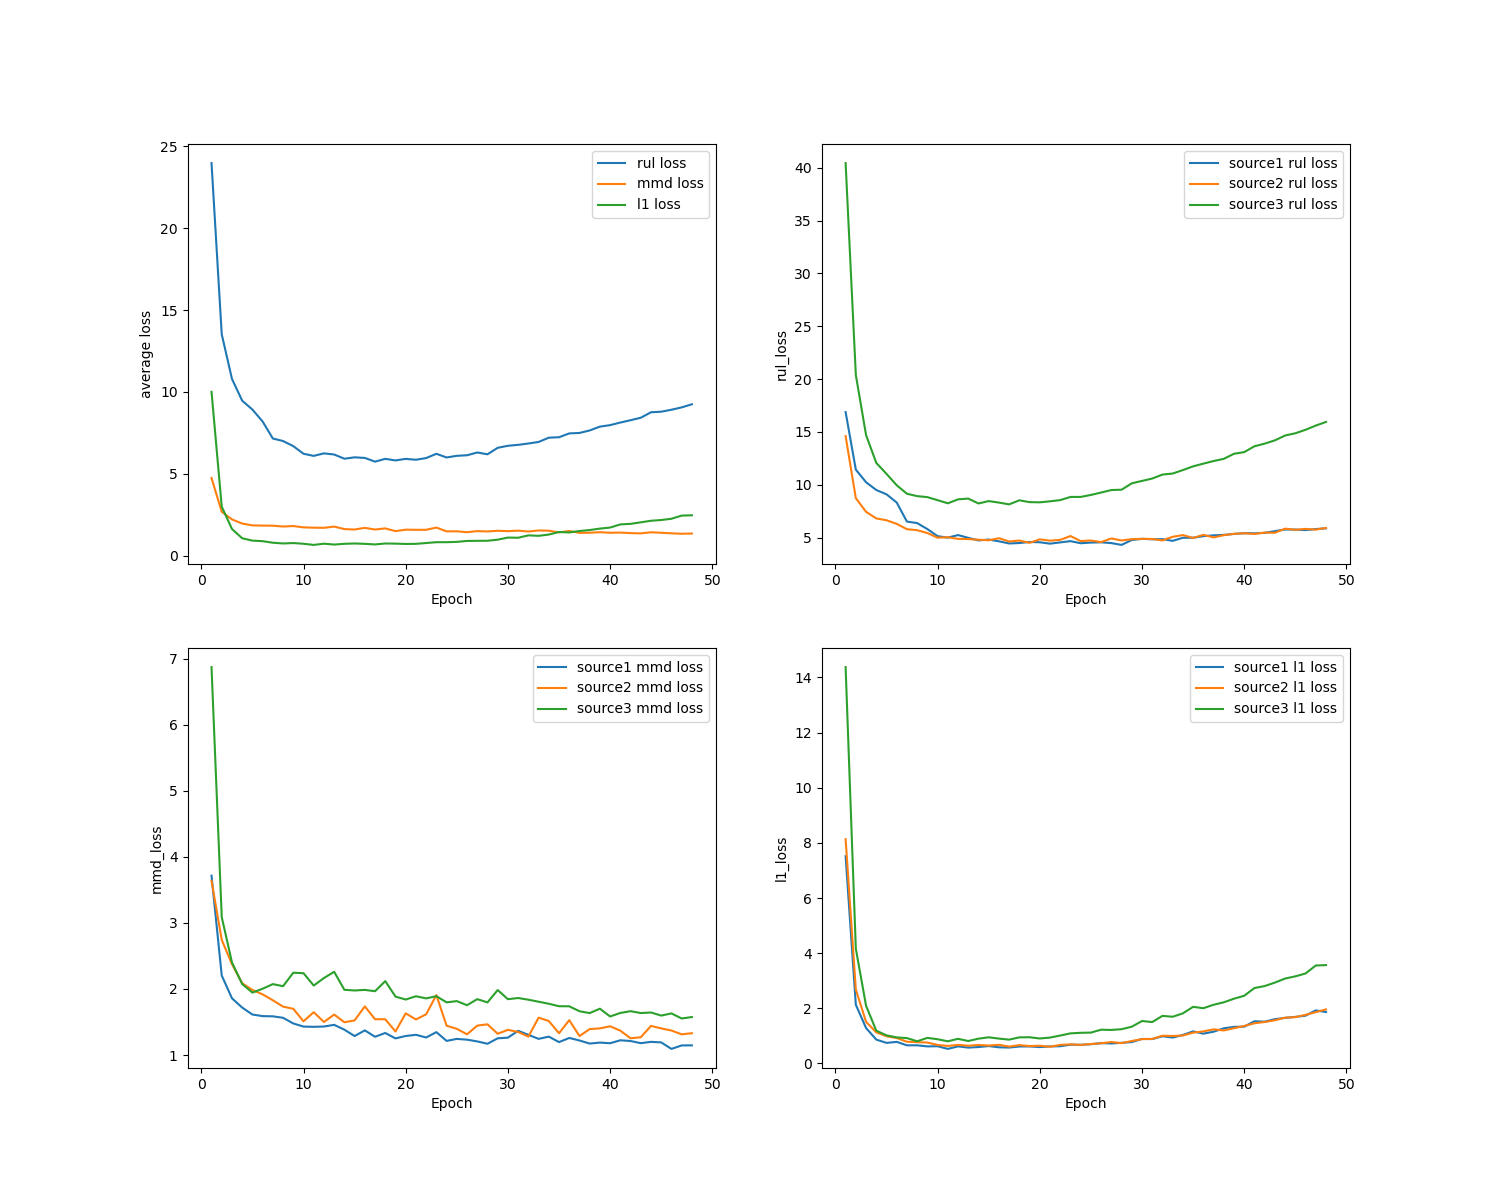 25
20
15
10
5
0
average loss
0 10 20 30 40 50
Epoch
rul loss
mmd loss
l1 loss
40
35
30
25
20
15
10
5
rul_loss
0 10 20 30 40 50
Epoch
source1 rul loss
source2 rul loss
source3 rul loss
7
6
5
4
3
2
1
mmd_loss
0 10 20 30 40 50
Epoch
source1 mmd loss
source2 mmd loss
source3 mmd loss
14
12
10
8
6
4
2
0
l1_loss
0 10 20 30 40 50
Epoch
source1 l1 loss
source2 l1 loss
source3 l1 loss